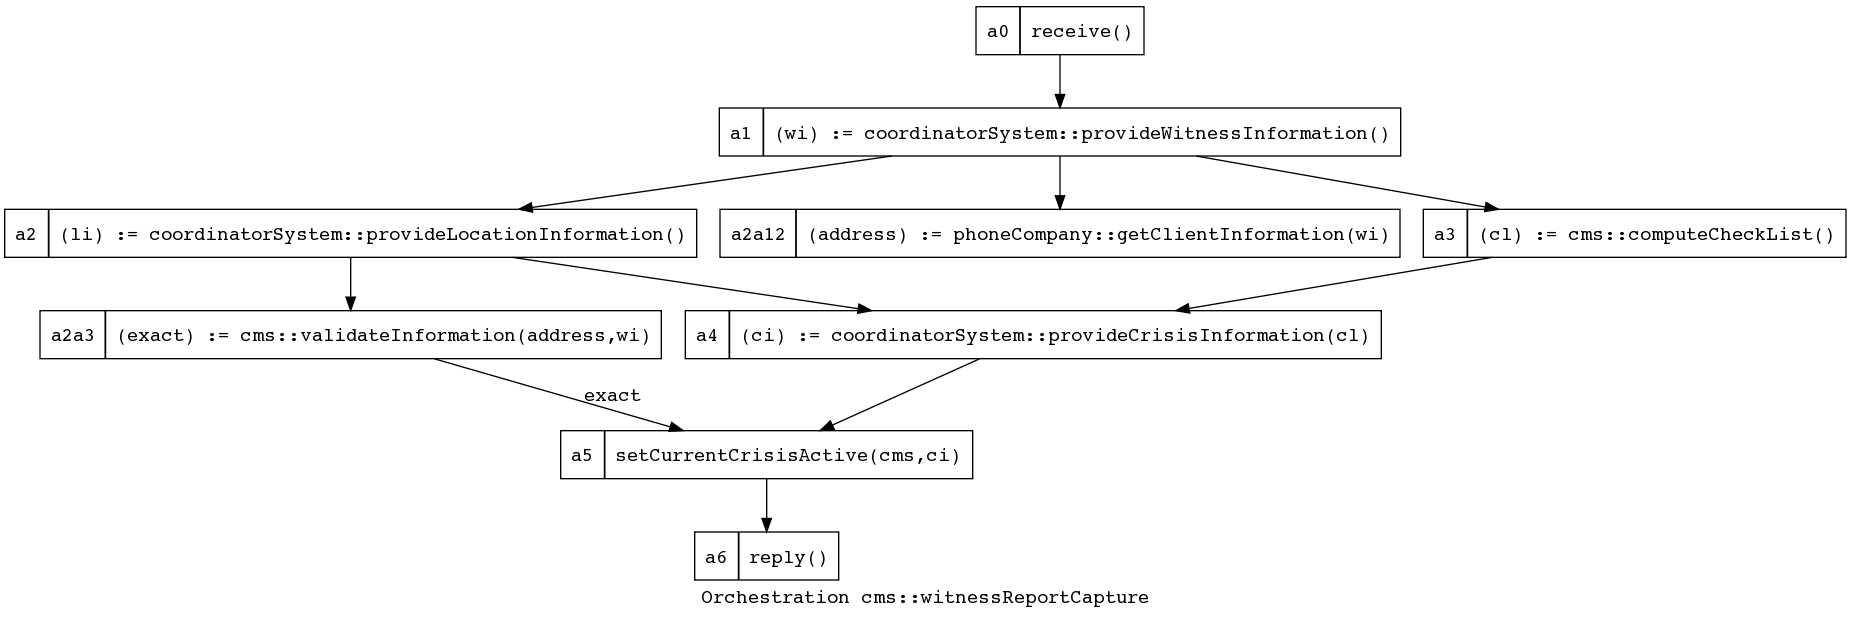 a0 receive()
a1 (wi) := coordinatorSystem::provideWitnessInformation()
a2 (li) := coordinatorSystem::provideLocationInformation()
a2a12 (address) := phoneCompany::getClientInformation(wi)
a3 (cl) := cms::computeCheckList()
a2a3 (exact) := cms::validateInformation(address,wi)
a4 (ci) := coordinatorSystem::provideCrisisInformation(cl)
exact
a5 setCurrentCrisisActive(cms,ci)
a6 reply()
Orchestration cms::witnessReportCapture